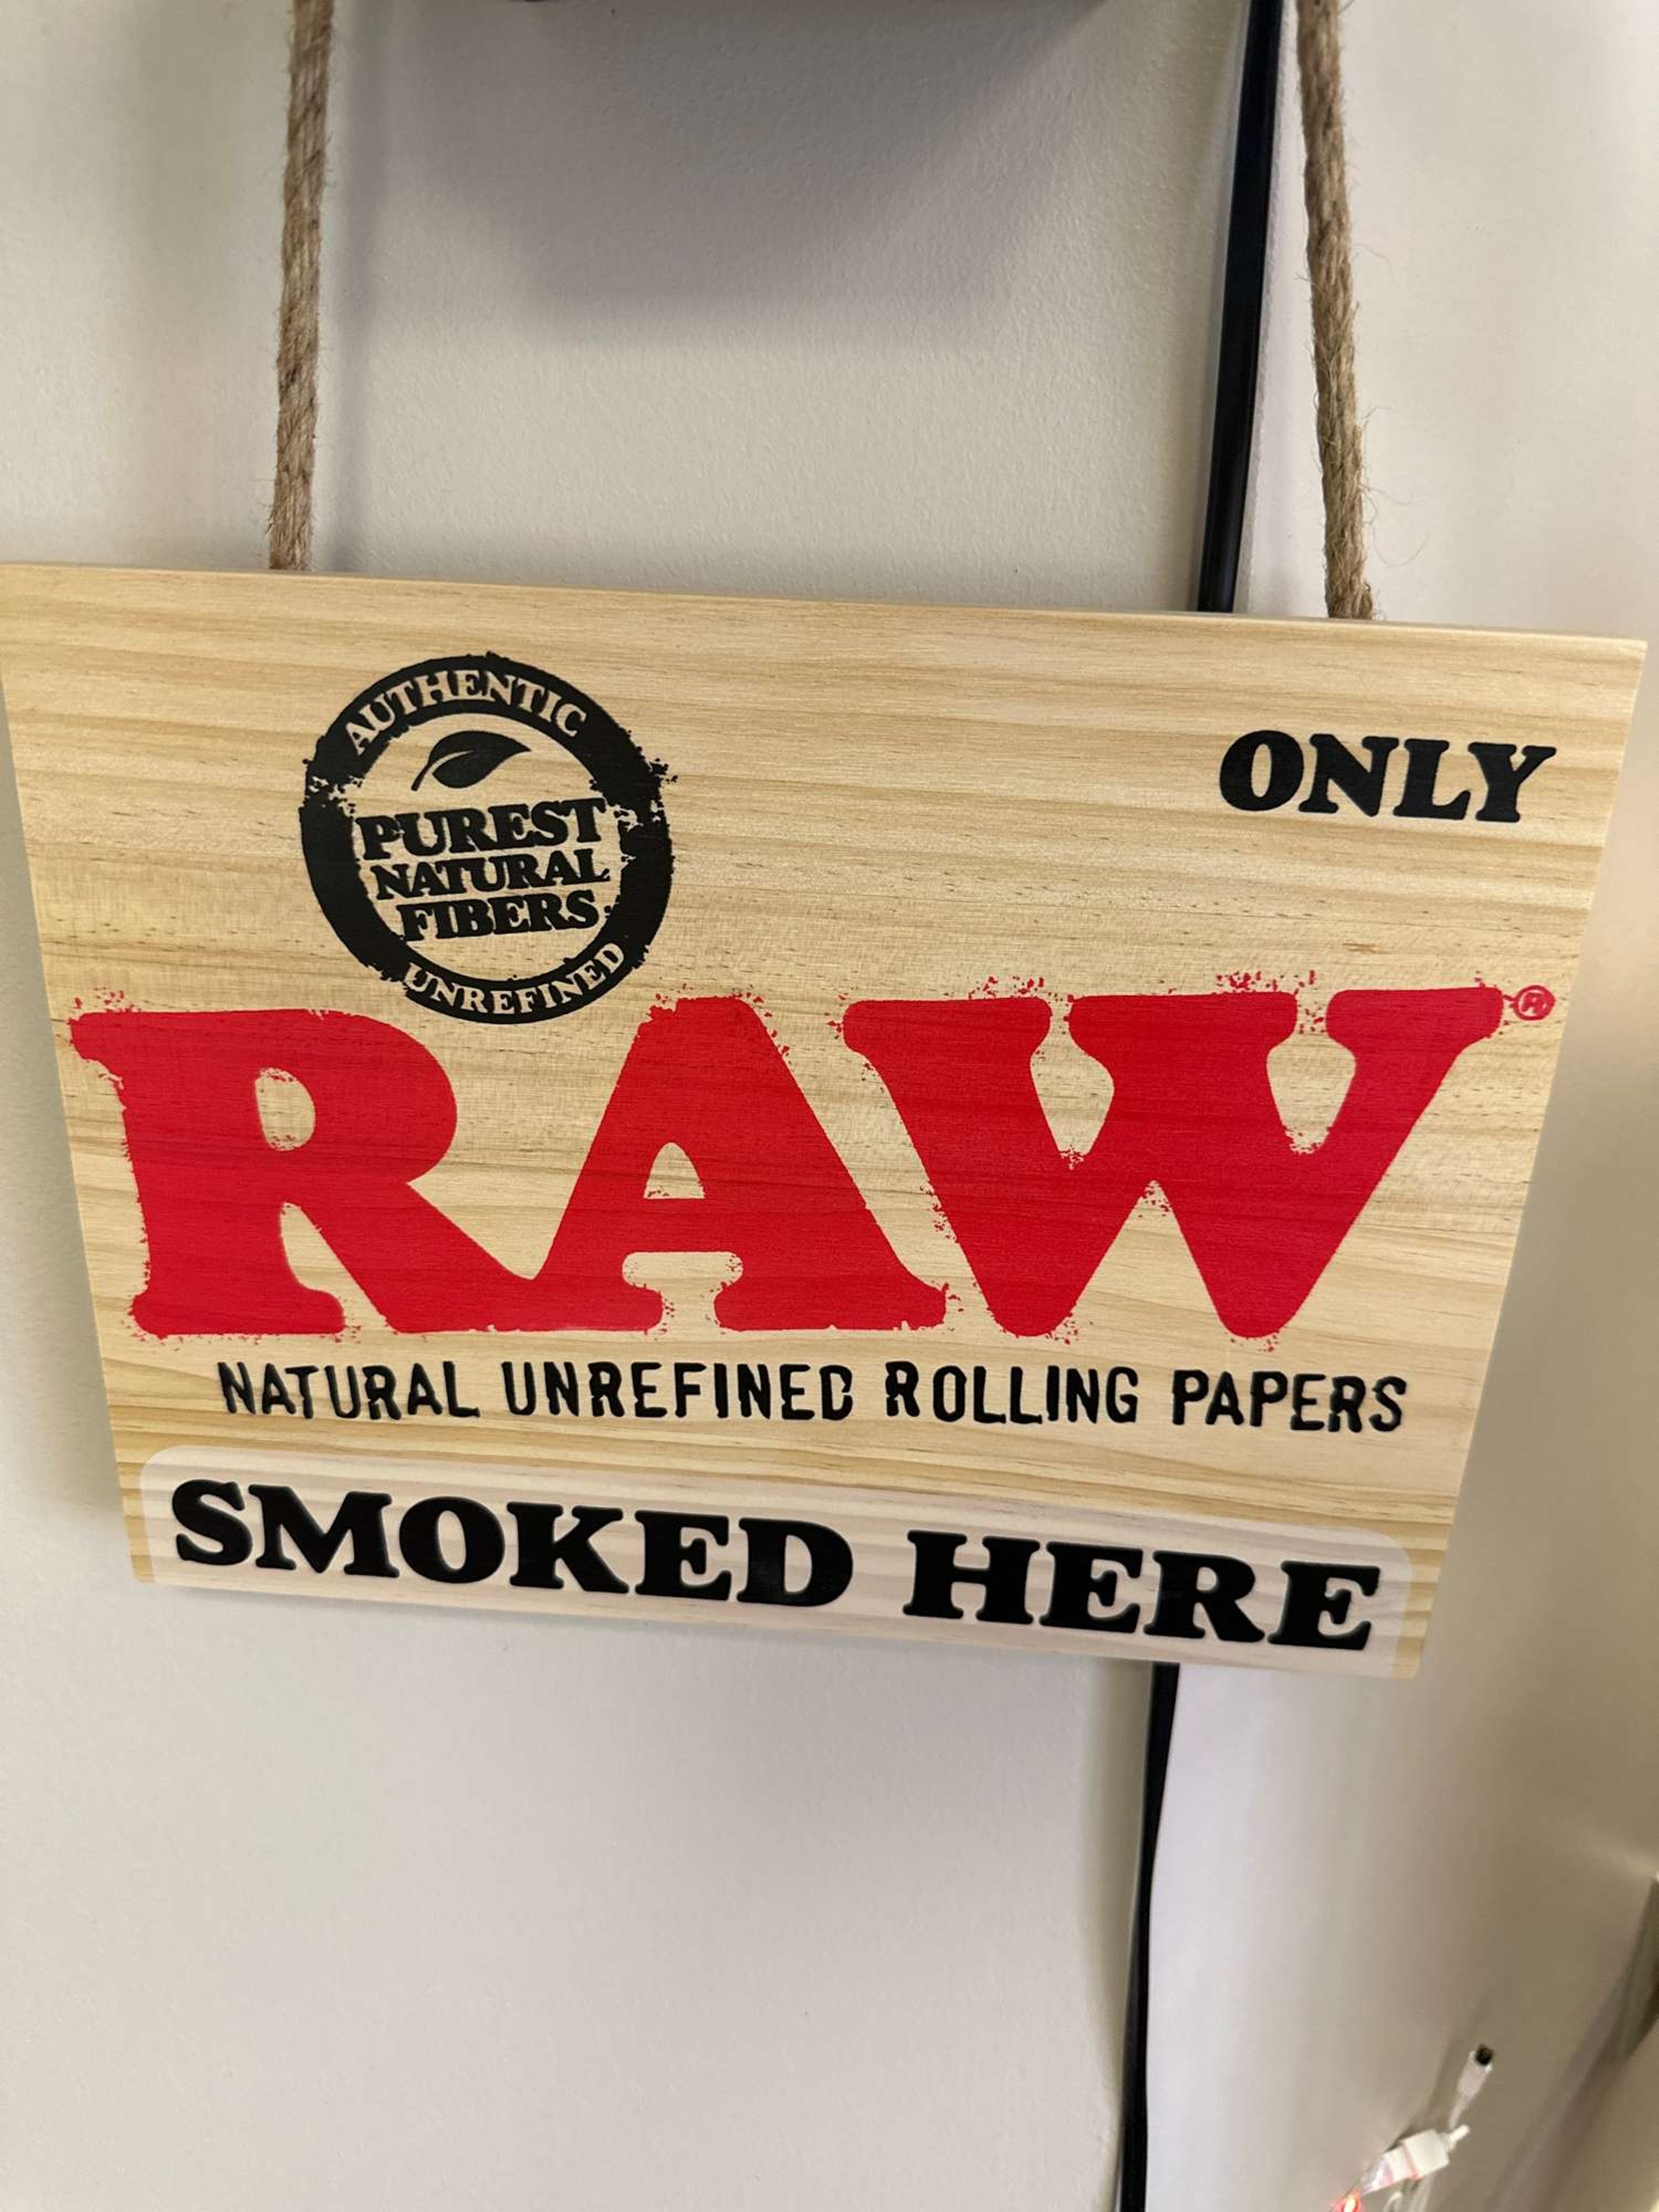 AUTHENTIC
PUREST
NATURAL
FIBERS
UNREFINED
ONLY
RAW®
NATURAL UNREFINED ROLLING PAPERS
SMOKED HERE